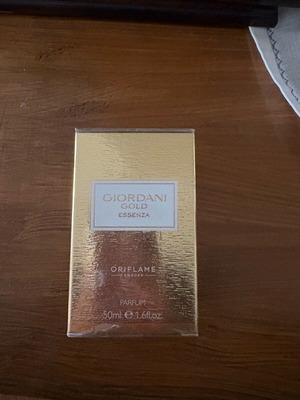 GIORDANI
GOLD
ESSENZA
ORIFLAME
SWEDEN
PARFUM
50ml ℮ 1.6fl.oz.